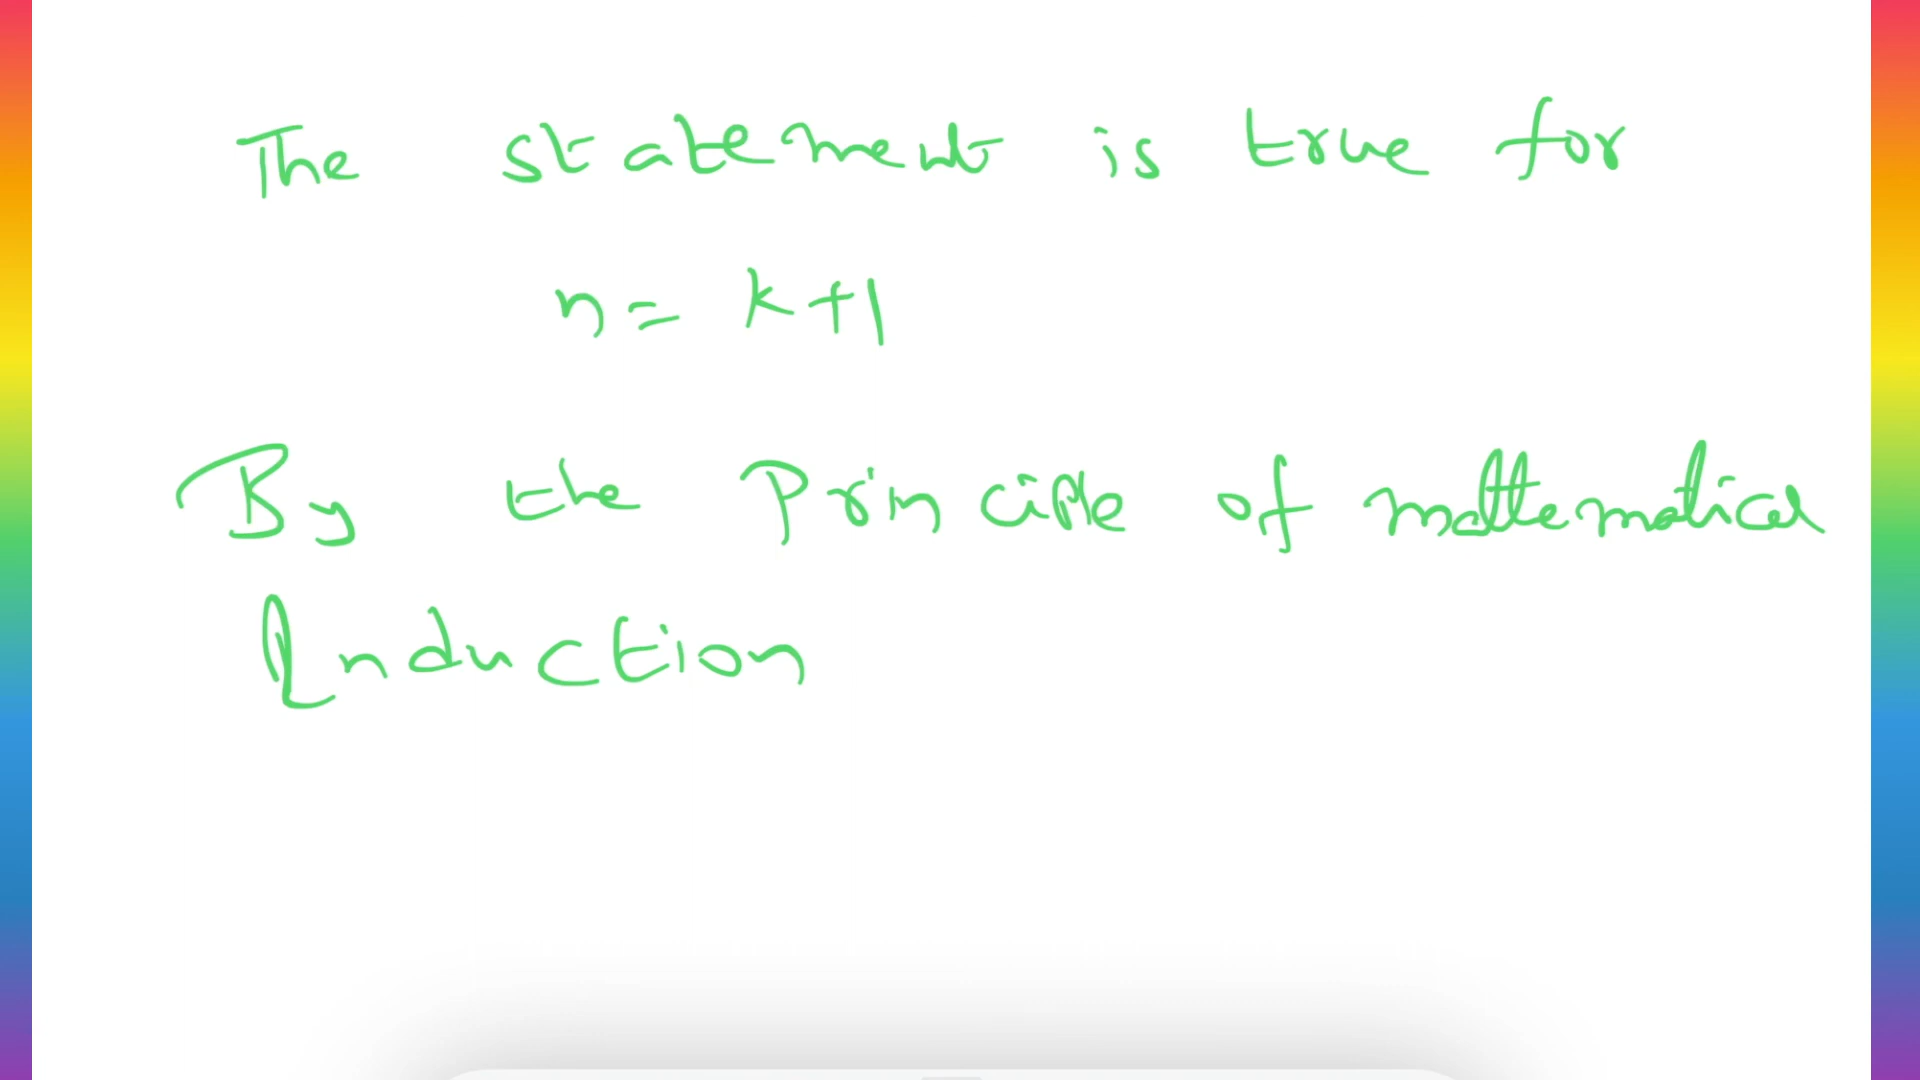 The statement is true for
n = k+1
By the Principle of mathematical
Induction